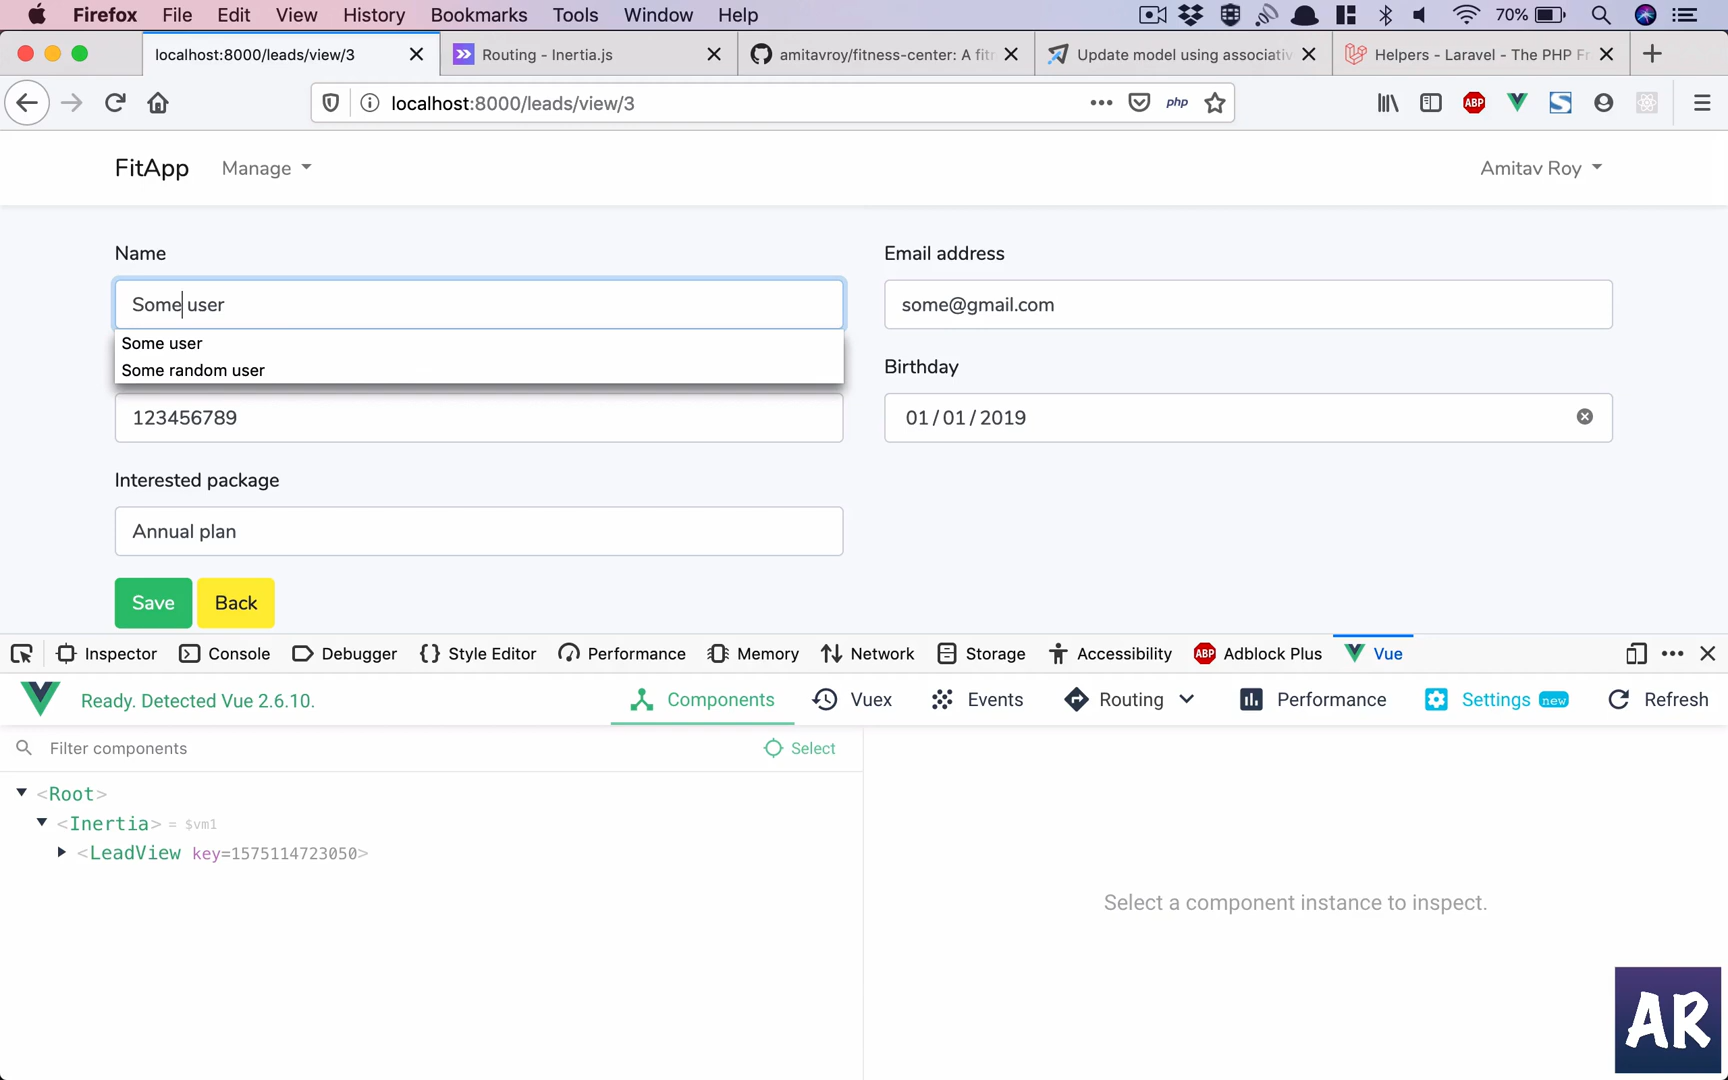 Firefox File Edit View History Bookmarks Tools Window Help 70%
localhost:8000/leads/view/3 Routing - Inertia.js amitavroy/fitness-center: A fit Update model using associativ Helpers - Laravel - The PHP Fr
localhost:8000/leads/view/3 php ABP
FitApp Manage Amitav Roy
Name Email address
Some user some@gmail.com
Some user
Some random user
Birthday
123456789 01/01/2019
Interested package
Annual plan
Save Back
Inspector Console Debugger Style Editor Performance Memory Network Storage Accessibility ABP Adblock Plus Vue
Ready. Detected Vue 2.6.10. Components Vuex Events Routing Performance Settings new Refresh
Filter components Select
<Root>
<Inertia> = $vm1
<LeadView key=1575114723050>
Select a component instance to inspect.
AR